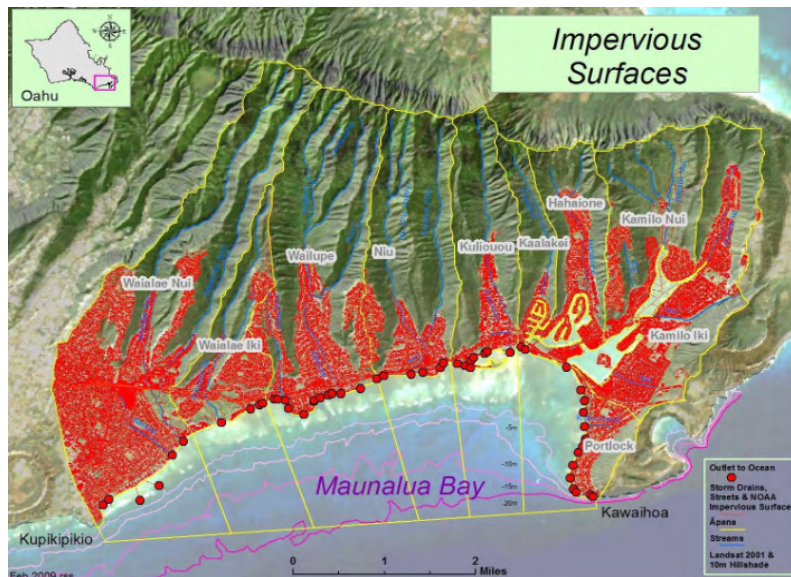 Impervious
Surfaces
Oahu
Hahaione
Kamilo Nui
Wailupe
Niu
Kuliouou
Kaalakei
Waialae Nui
Waialae Iki
Kamilo Iki
Portlock
-5m
-10m
-15m
-20m
Maunalua Bay
Kawaihoa
Kupikipikio
Outlet to Ocean
Storm Drains,
Streets & NOAA
Impervious Surface
Āpana
Streams
Landsat 2001 &
10m Hillshade
Feb 2009 rss
0 1 2
Miles